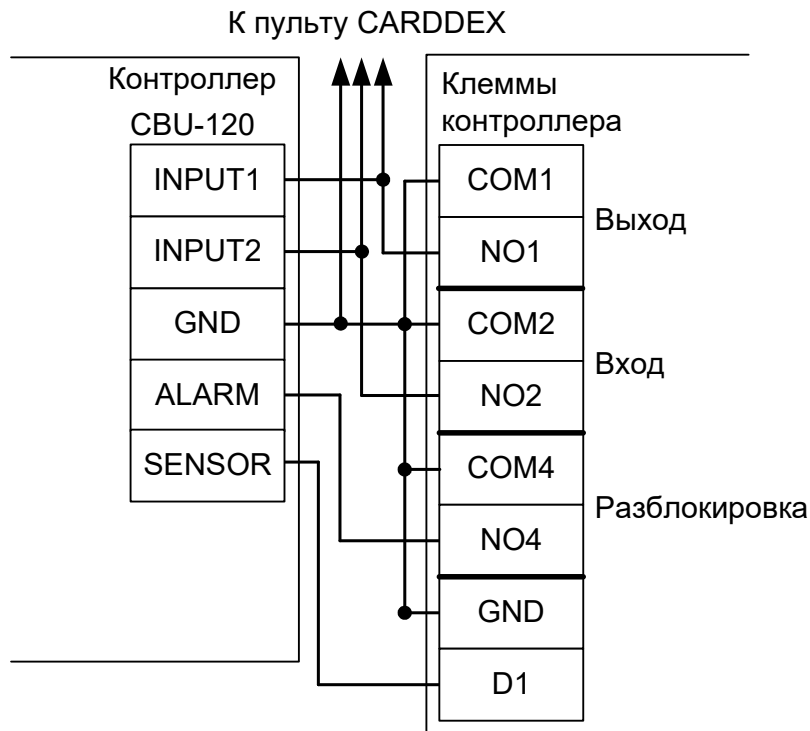 К пульту CARDDEX
Контроллер
CBU-120
INPUT1
INPUT2
GND
ALARM
SENSOR
Клеммы
контроллера
COM1
NO1
Выход
COM2
NO2
Вход
COM4
NO4
Разблокировка
GND
D1